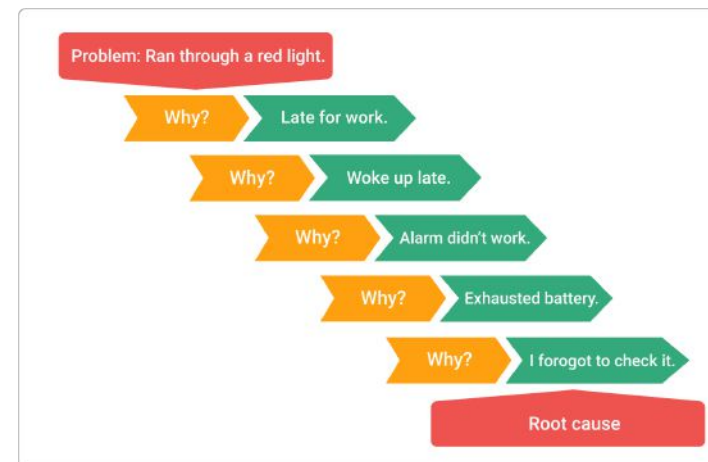 Problem: Ran through a red light.
Why? Late for work.
Why? Woke up late.
Why? Alarm didn't work.
Why? Exhausted battery.
Why? I forogot to check it.
Root cause